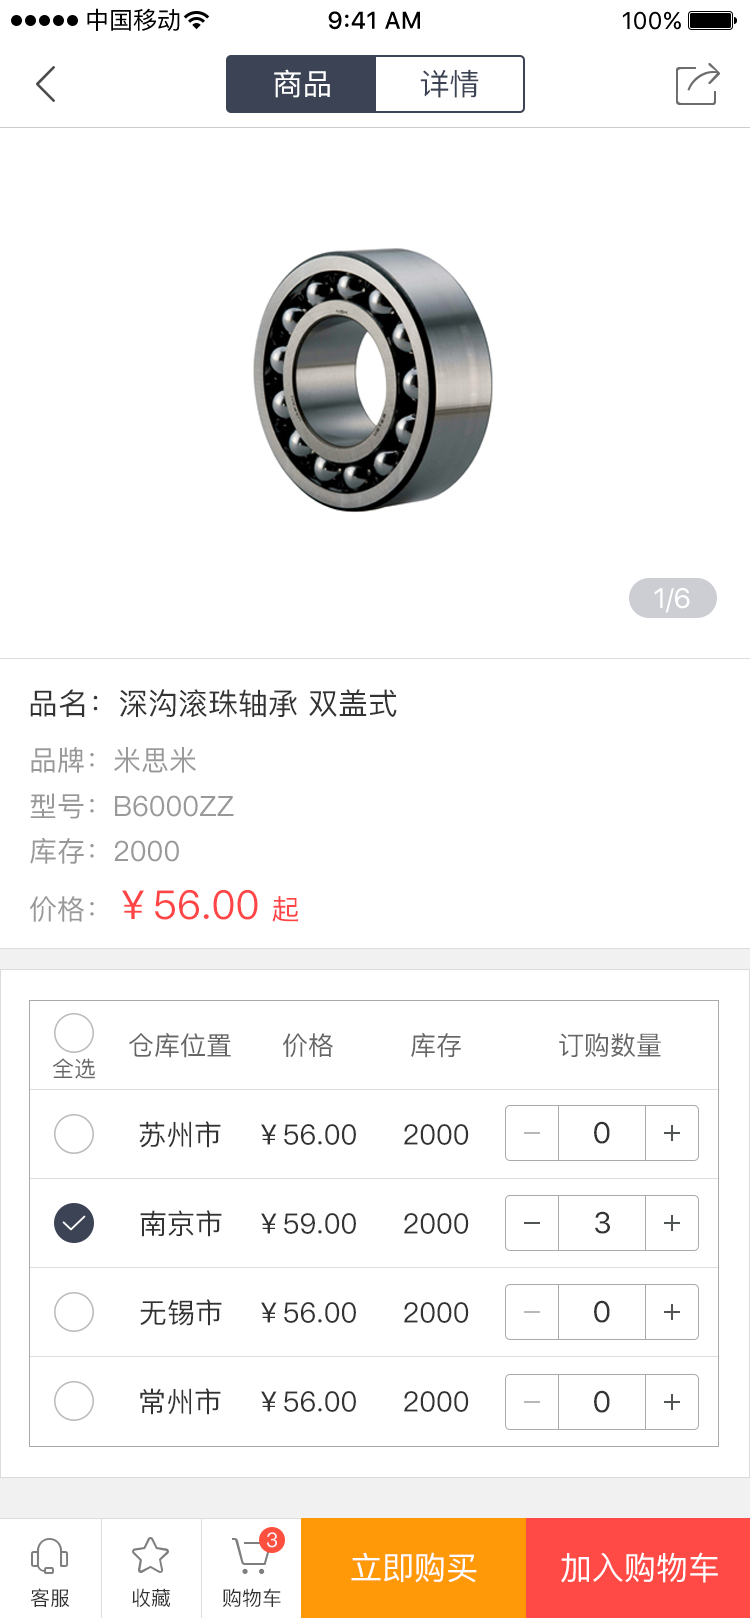 中国移动 9:41 AM 100%
商品 详情
1/6
品名：深沟滚珠轴承 双盖式
品牌：米思米
型号：B6000ZZ
库存：2000
价格：￥56.00 起
全选 仓库位置 价格 库存 订购数量
苏州市 ￥56.00 2000 − 0 +
南京市 ￥59.00 2000 − 3 +
无锡市 ￥56.00 2000 − 0 +
常州市 ￥56.00 2000 − 0 +
3
客服 收藏 购物车 立即购买 加入购物车